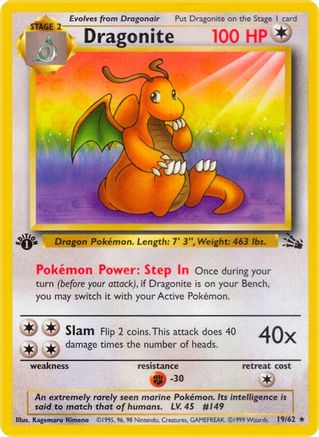 Evolves from Dragonair Put Dragonite on the Stage 1 card
STAGE 2
Dragonite 100 HP
EDITION
1
Dragon Pokémon. Length: 7' 3", Weight: 463 lbs.
Pokémon Power: Step In Once during your
turn (before your attack), if Dragonite is on your Bench,
you may switch it with your Active Pokémon.
Slam Flip 2 coins. This attack does 40
damage times the number of heads.
40x
weakness resistance retreat cost
-30
An extremely rarely seen marine Pokémon. Its intelligence is
said to match that of humans. LV. 45 #149
Illus. Kagemaru Himeno ©1995, 96, 98 Nintendo, Creatures, GAMEFREAK. ©1999 Wizards. 19/62 ★